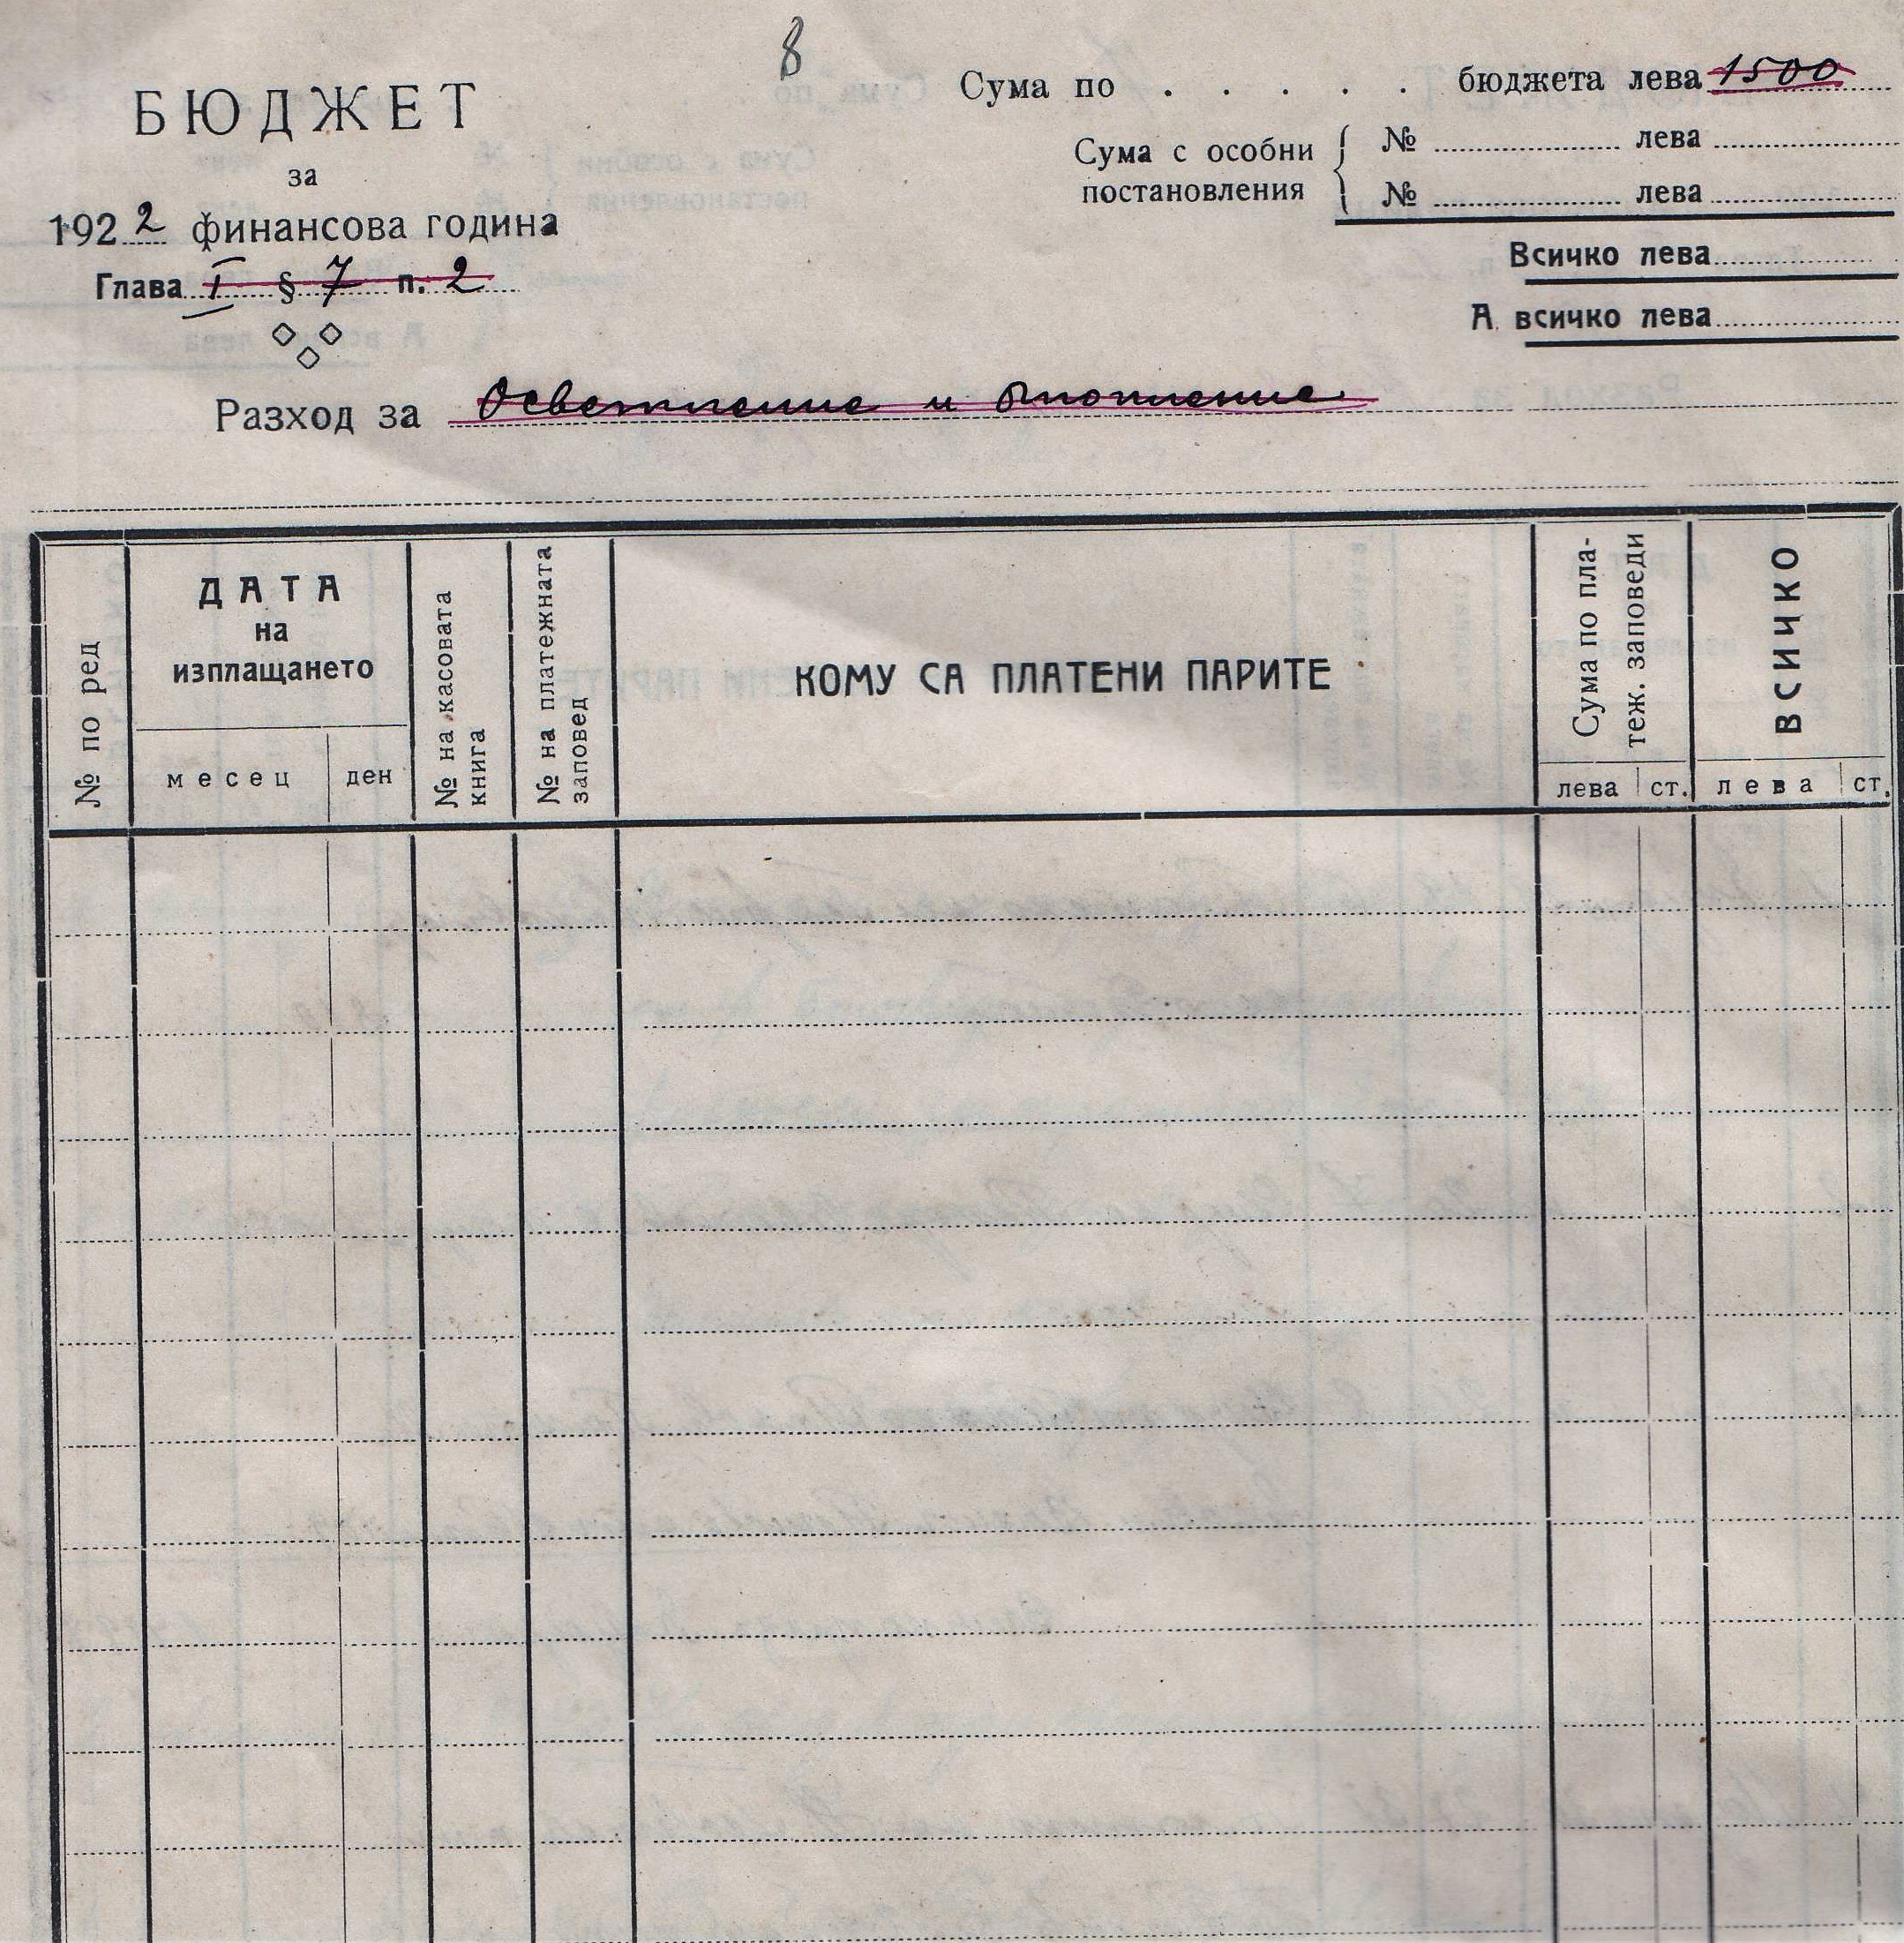 8
БЮДЖЕТ
за
1922 финансова година
Глава I § 7 п. 2
Сума по . . . . . бюджета лева 1500
Сума с особни постановления
№ лева
№ лева
Всичко лева
А всичко лева
Разход за Осветление и отопление
№ по ред
ДАТА
на
изплащането
месец
ден
№ на касовата
книга
№ на платежната
заповед
КОМУ СА ПЛАТЕНИ ПАРИТЕ
Сума по пла-
теж. заповеди
лева ст.
ВСИЧКО
лева ст.